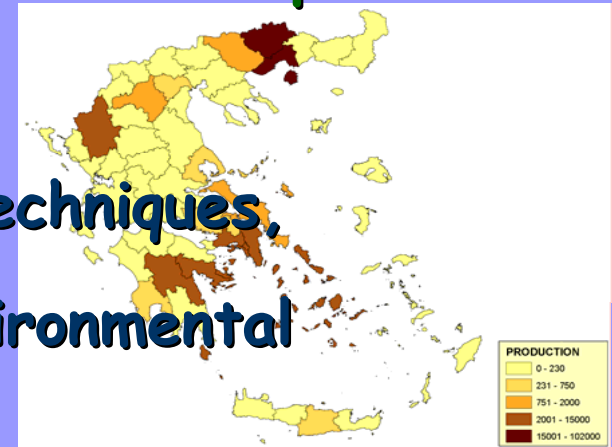 echniques,
ironmental
PRODUCTION
0 - 230
231 - 750
751 - 2000
2001 - 15000
15001 - 102000